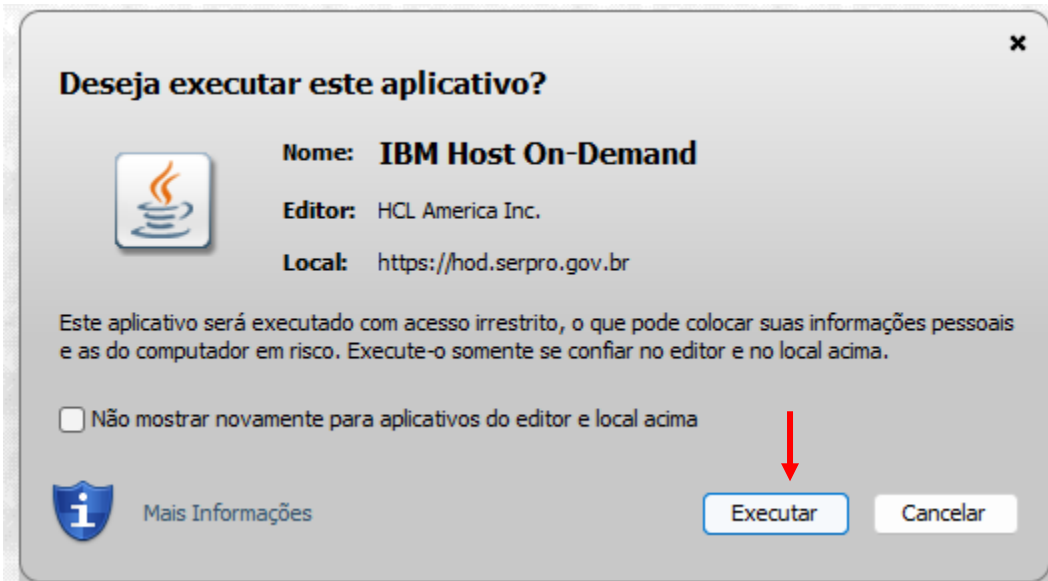 Deseja executar este aplicativo?
Nome: IBM Host On-Demand
Editor: HCL America Inc.
Local: https://hod.serpro.gov.br
Este aplicativo será executado com acesso irrestrito, o que pode colocar suas informações pessoais
e as do computador em risco. Execute-o somente se confiar no editor e no local acima.
Não mostrar novamente para aplicativos do editor e local acima
Mais Informações
Executar
Cancelar